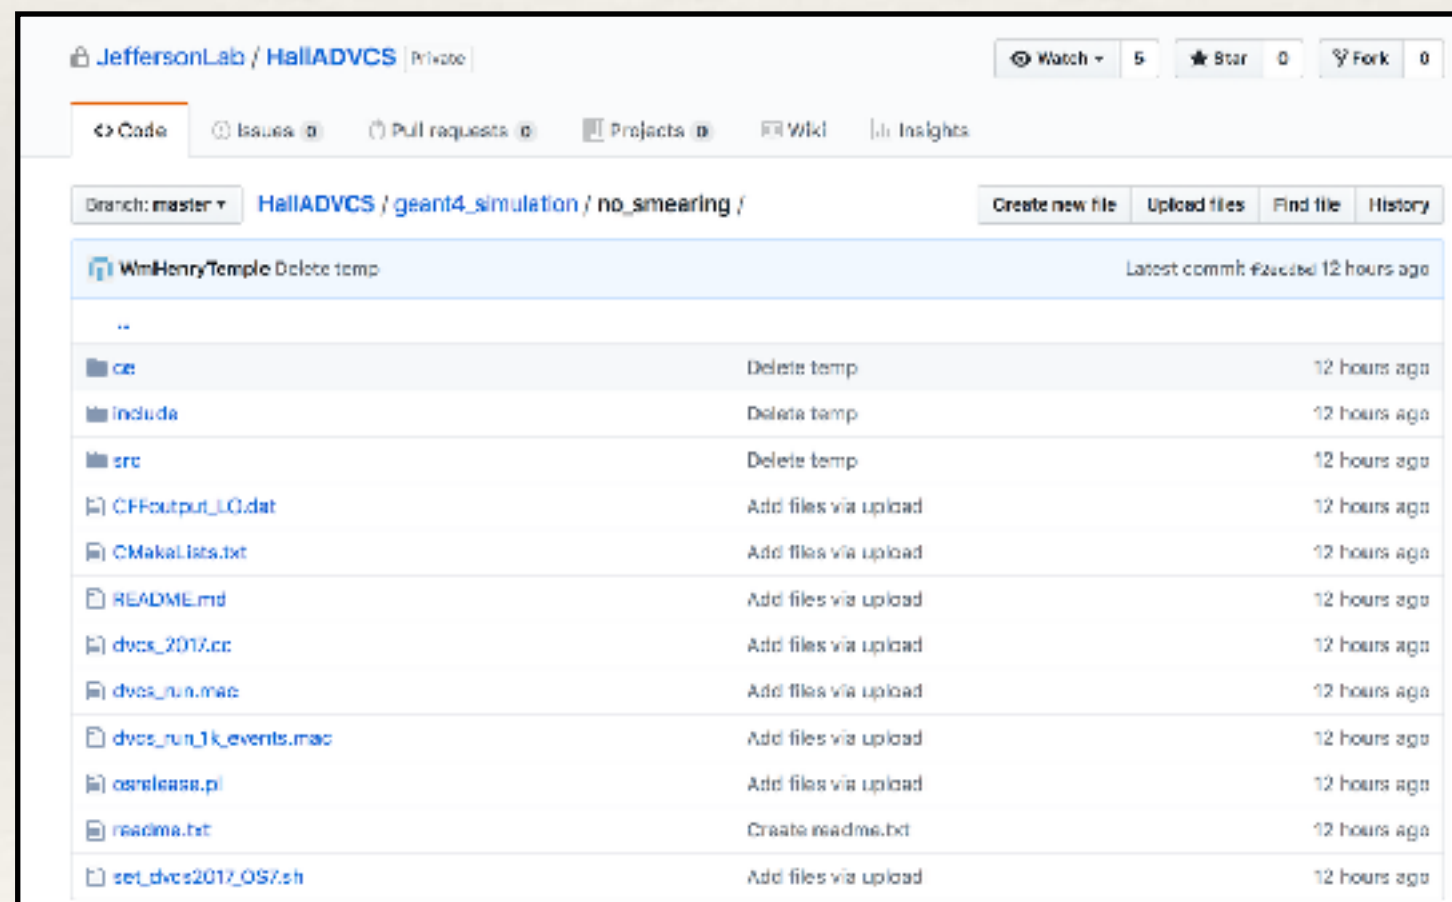 JeffersonLab / HallADVCS Private Watch 5 Star 0 Fork 0
Code Issues 0 Pull requests 0 Projects 0 Wiki Insights
Branch: master HallADVCS / geant4_simulation / no_smearing / Create new file Upload files Find file History
WmHenryTemple Delete temp Latest commit 12 hours ago
..
Delete temp 12 hours ago
include Delete temp 12 hours ago
src Delete temp 12 hours ago
CFFoutput_LO.dat Add files via upload 12 hours ago
CMakeLists.txt Add files via upload 12 hours ago
README.md Add files via upload 12 hours ago
dvcs_2017.cc Add files via upload 12 hours ago
dvcs_run.mac Add files via upload 12 hours ago
dvcs_run_1k_events.mac Add files via upload 12 hours ago
osrelease.pl Add files via upload 12 hours ago
readme.txt Create readme.txt 12 hours ago
set_dvcs2017_OS7.sh Add files via upload 12 hours ago